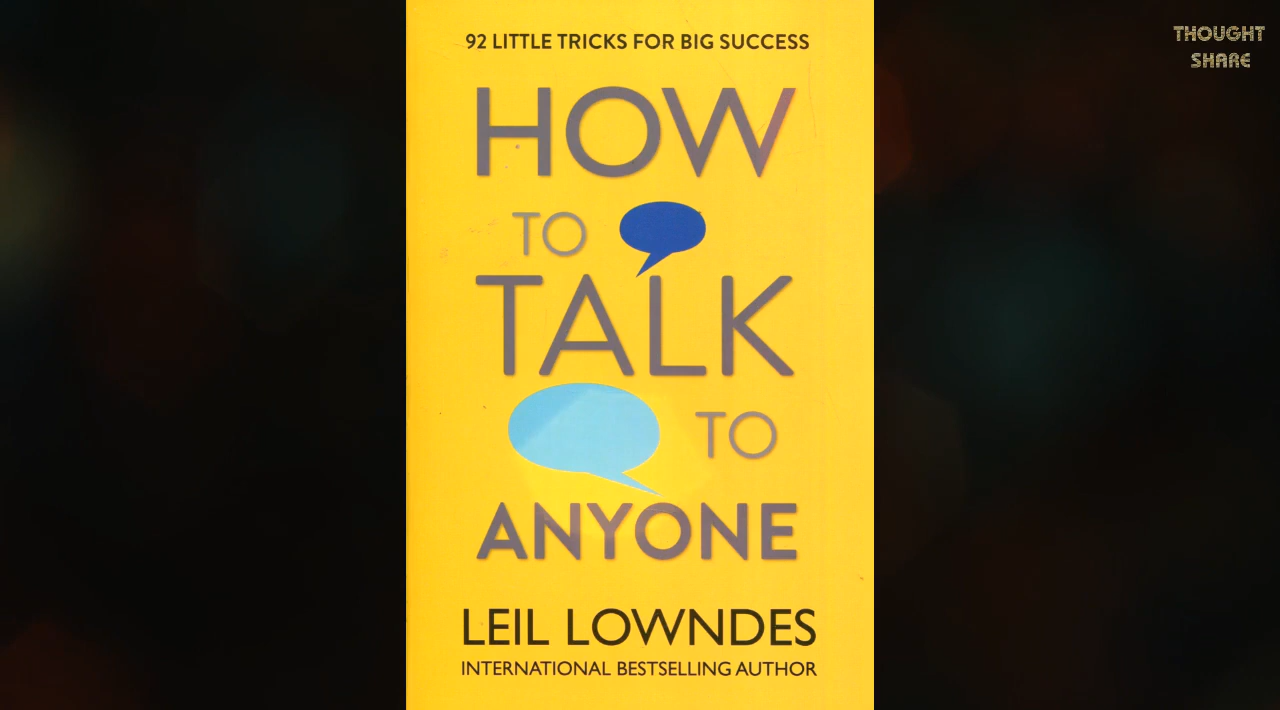 92 LITTLE TRICKS FOR BIG SUCCESS
HOW
TO
TALK
TO
ANYONE
LEIL LOWNDES
INTERNATIONAL BESTSELLING AUTHOR
THOUGHT
SHARE